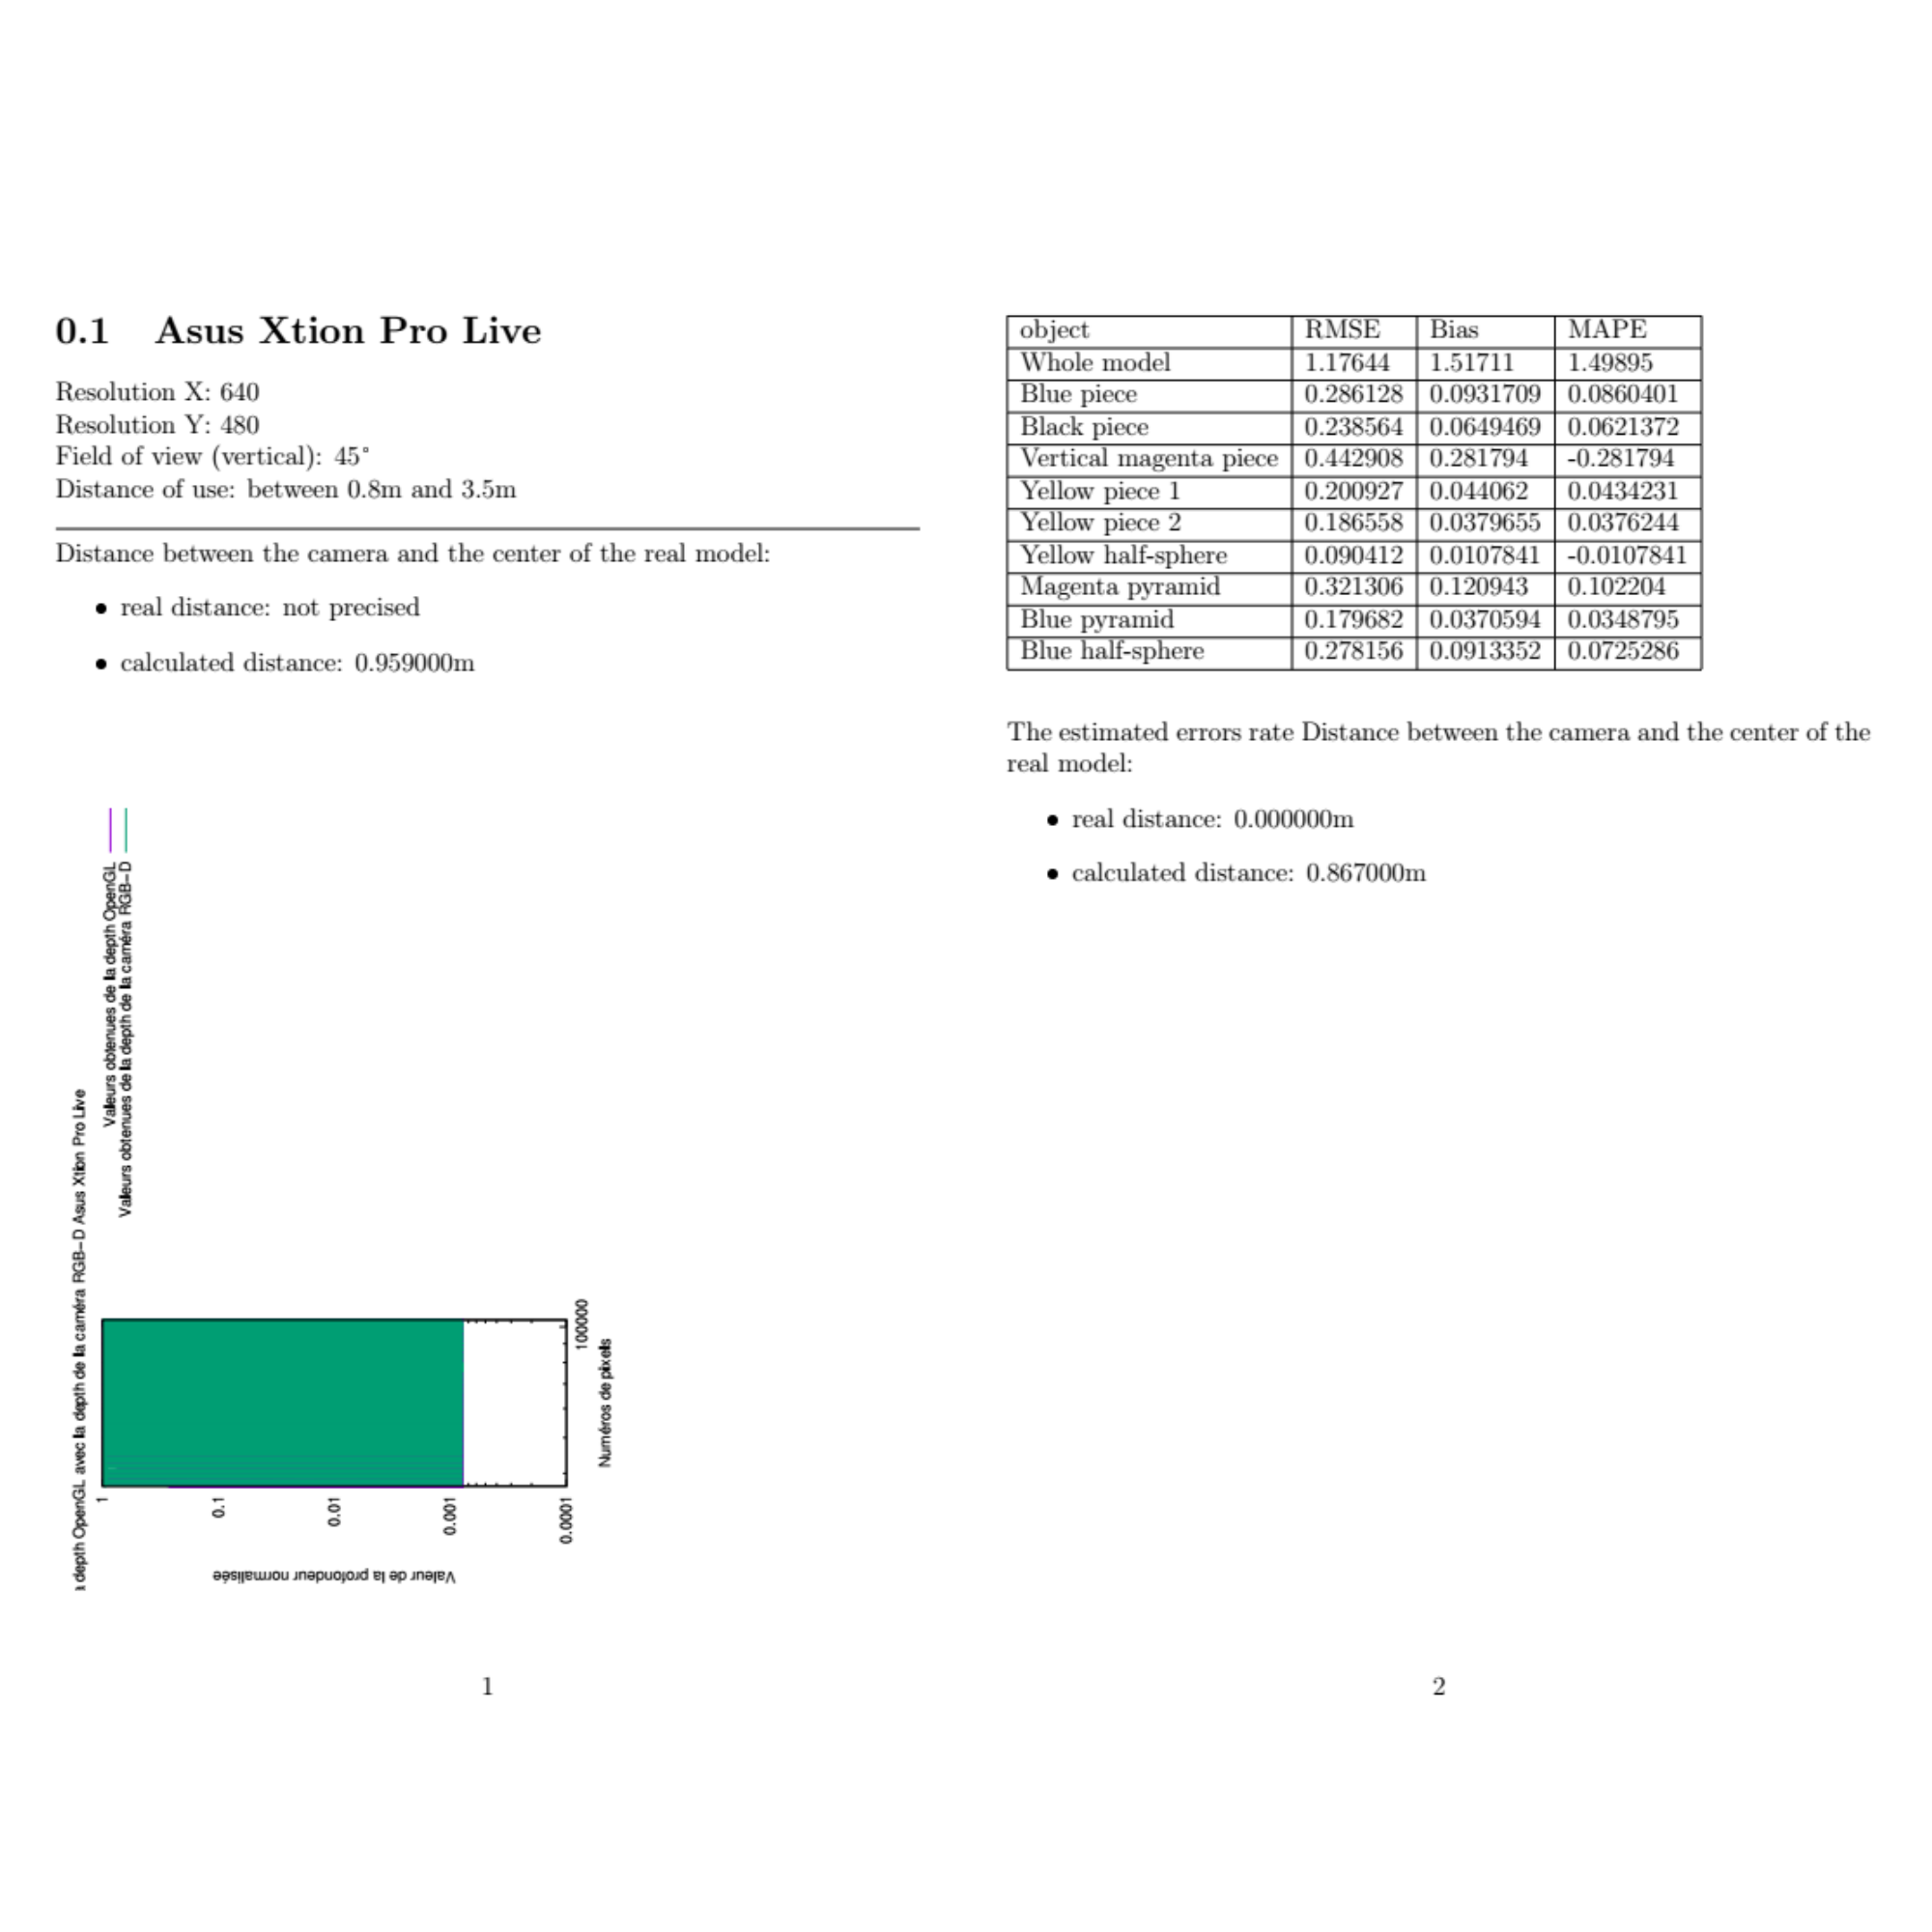 0.1 Asus Xtion Pro Live
Resolution X: 640
Resolution Y: 480
Field of view (vertical): 45°
Distance of use: between 0.8m and 3.5m
Distance between the camera and the center of the real model:
• real distance: not precised
• calculated distance: 0.959000m
depth OpenGL avec la depth de la caméra RGB-D Asus Xtion Pro Live
Valeurs obtenues de la depth OpenGL
Valeurs obtenues de la depth de la caméra RGB-D
1
0.1
0.01
0.001
0.0001
100000
Numéros de pixels
Valeur de la profondeur normalisée
1
object RMSE Bias MAPE
Whole model 1.17644 1.51711 1.49895
Blue piece 0.286128 0.0931709 0.0860401
Black piece 0.238564 0.0649469 0.0621372
Vertical magenta piece 0.442908 0.281794 -0.281794
Yellow piece 1 0.200927 0.044062 0.0434231
Yellow piece 2 0.186558 0.0379655 0.0376244
Yellow half-sphere 0.090412 0.0107841 -0.0107841
Magenta pyramid 0.321306 0.120943 0.102204
Blue pyramid 0.179682 0.0370594 0.0348795
Blue half-sphere 0.278156 0.0913352 0.0725286
The estimated errors rate Distance between the camera and the center of the
real model:
• real distance: 0.000000m
• calculated distance: 0.867000m
2